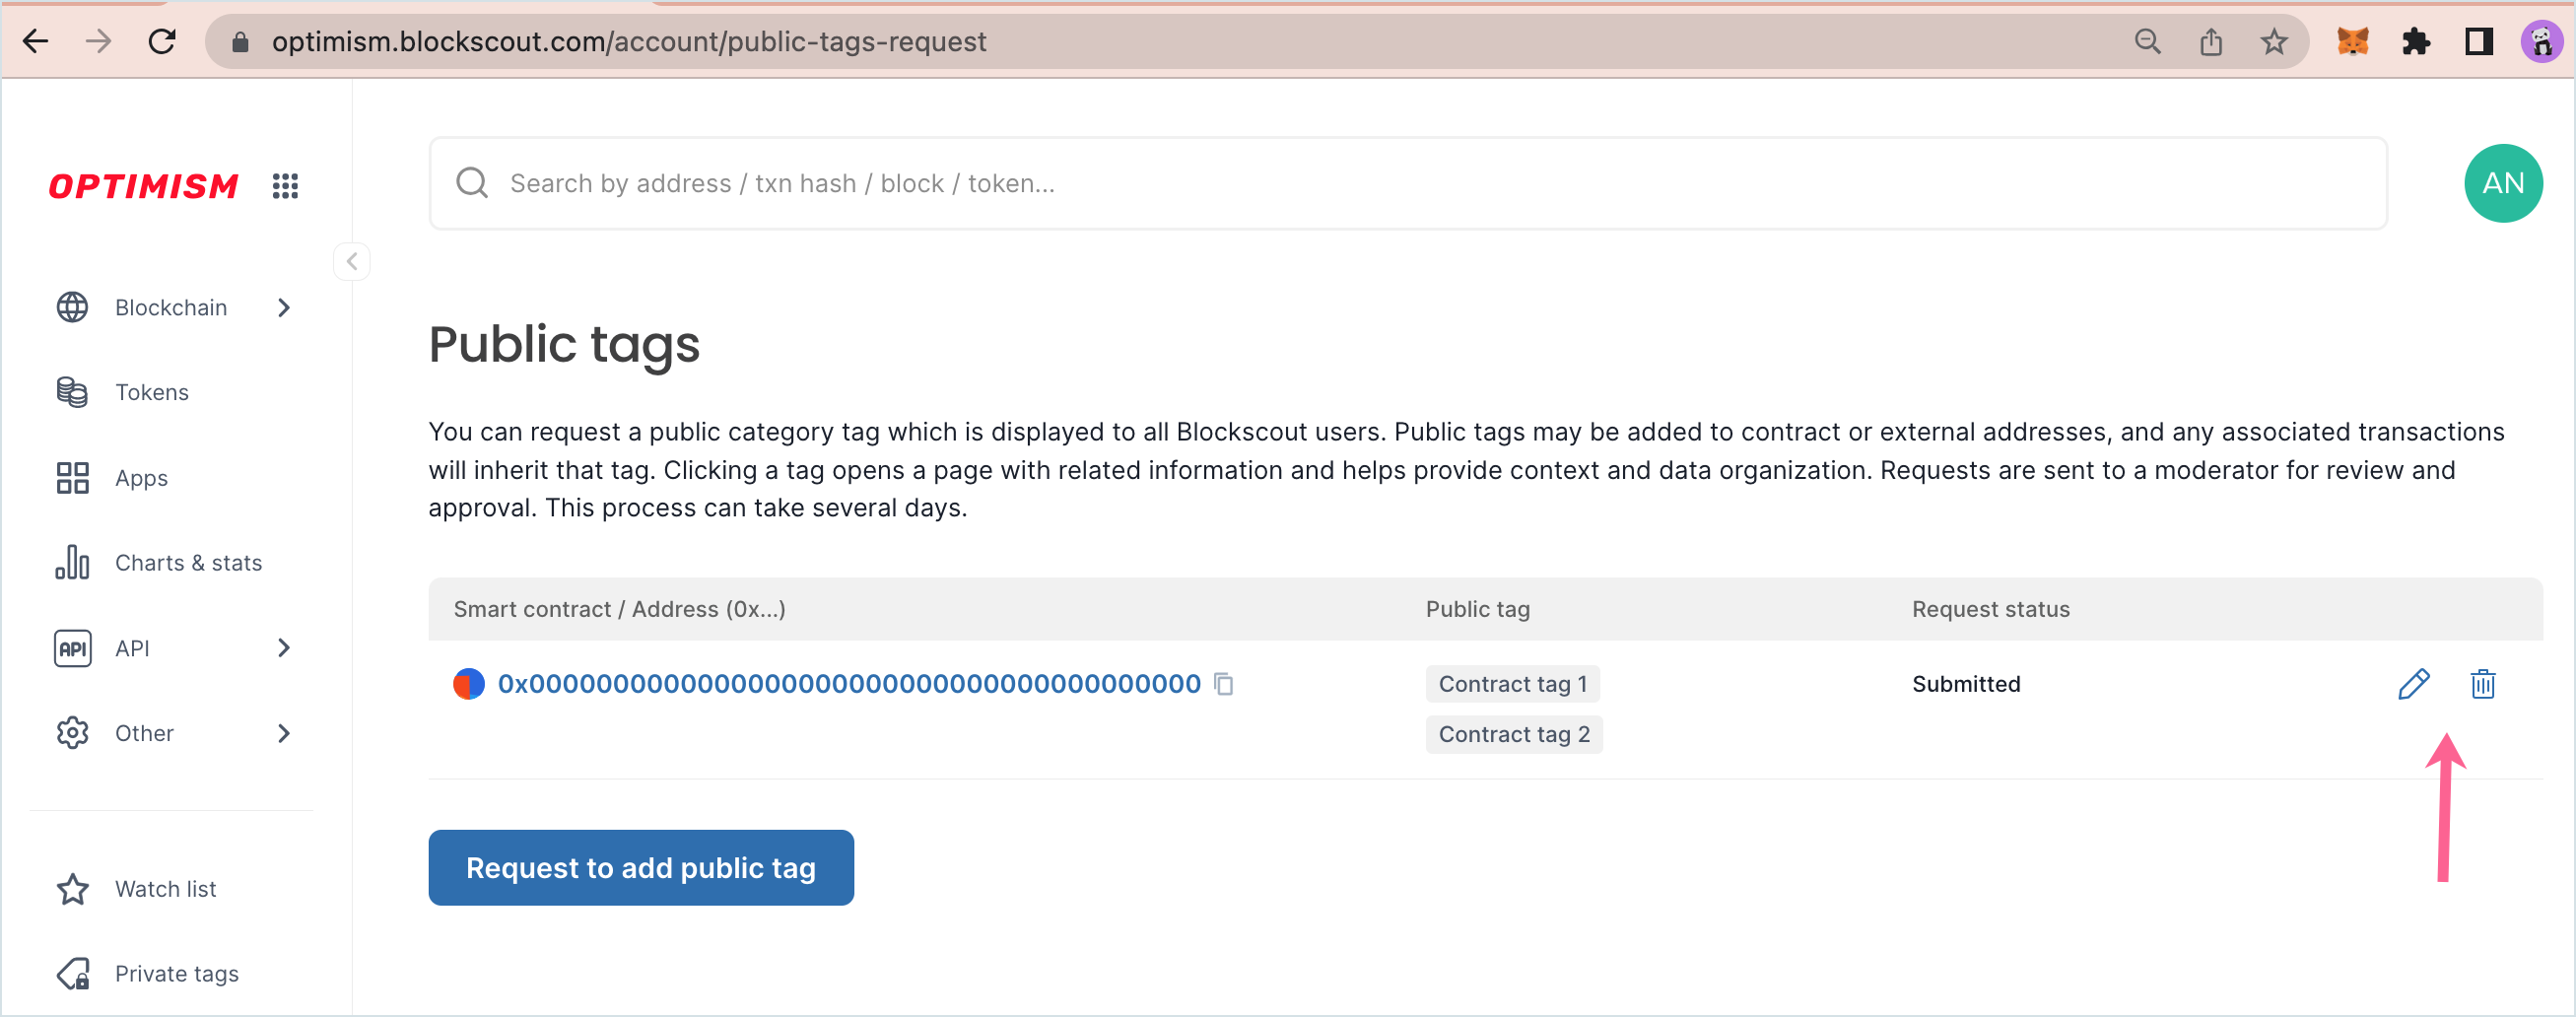 optimism.blockscout.com/account/public-tags-request
OPTIMISM
Search by address / txn hash / block / token...
AN
Blockchain
Tokens
Apps
Charts & stats
API
API
Other
Watch list
Private tags
Public tags
You can request a public category tag which is displayed to all Blockscout users. Public tags may be added to contract or external addresses, and any associated transactions
will inherit that tag. Clicking a tag opens a page with related information and helps provide context and data organization. Requests are sent to a moderator for review and
approval. This process can take several days.
Smart contract / Address (0x...) Public tag Request status
0x0000000000000000000000000000000000000000 Contract tag 1 Submitted
Contract tag 2
Request to add public tag